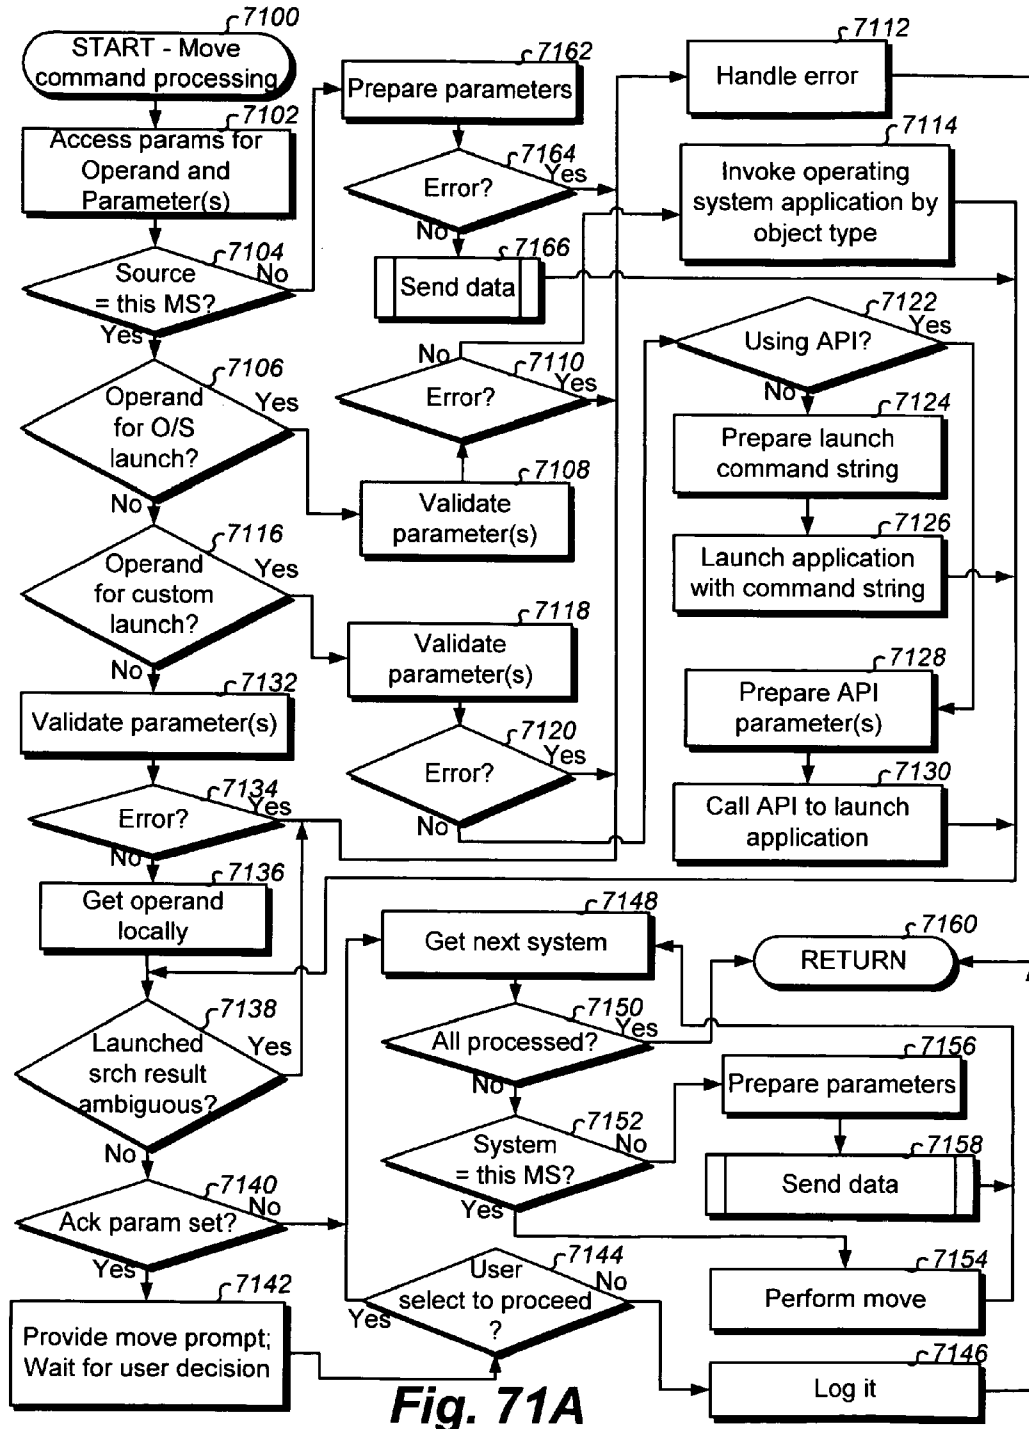 7100
START - Move
command processing
7102
Access params for
Operand and
Parameter(s)
7104
Source
= this MS?
No
Yes
7106
Operand
for O/S
launch?
Yes
No
7116
Operand
for custom
launch?
Yes
No
7132
Validate parameter(s)
7134
Error?
Yes
No
7136
Get operand
locally
7138
Launched
srch result
ambiguous?
Yes
No
7140
Ack param set?
No
Yes
7142
Provide move prompt;
Wait for user decision
7162
Prepare parameters
7164
Error?
Yes
No
7166
Send data
No
7110
Error?
Yes
7108
Validate
parameter(s)
7118
Validate
parameter(s)
7120
Error?
Yes
No
7112
Handle error
7114
Invoke operating
system application by
object type
7122
Using API?
Yes
No
7124
Prepare launch
command string
7126
Launch application
with command string
7128
Prepare API
parameter(s)
7130
Call API to launch
application
7148
Get next system
7150
All processed?
Yes
No
7152
System
= this MS?
No
Yes
7144
User
select to proceed
?
No
Yes
7160
RETURN
7156
Prepare parameters
7158
Send data
7154
Perform move
7146
Log it
Fig. 71A